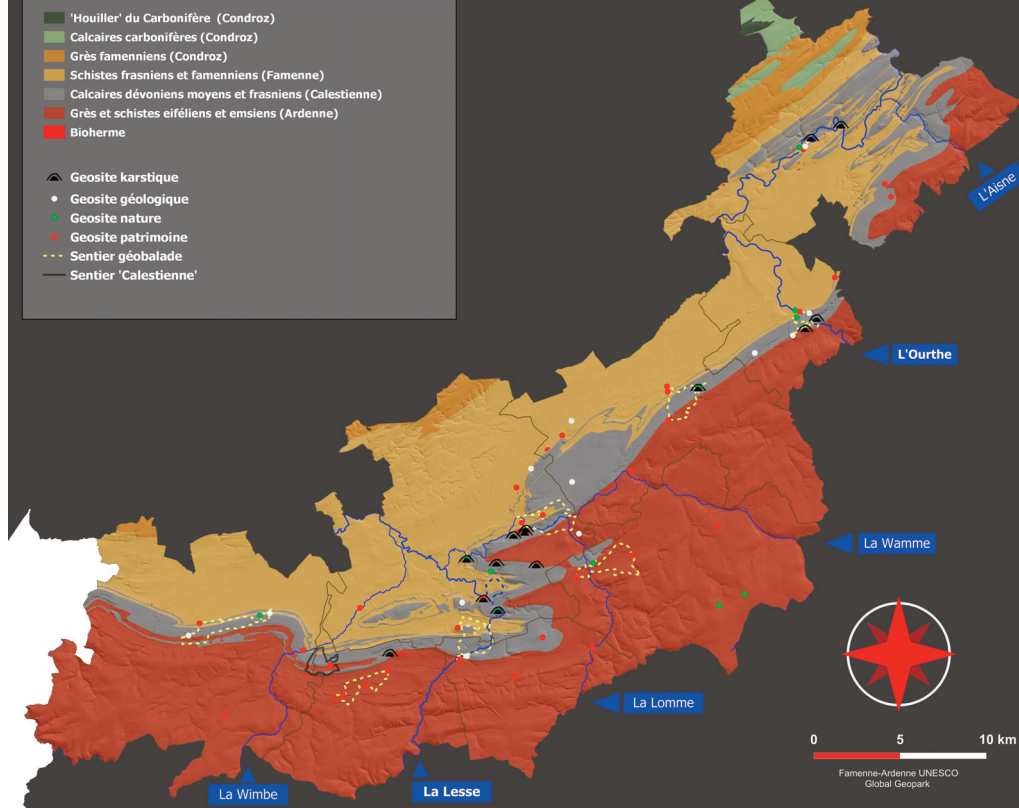 'Houiller' du Carbonifère (Condroz)
Calcaires carbonifères (Condroz)
Grès famenniens (Condroz)
Schistes frasniens et famenniens (Famenne)
Calcaires dévoniens moyens et frasniens (Calestienne)
Grès et schistes eiféliens et emsiens (Ardenne)
Bioherme
Geosite karstique
Geosite géologique
Geosite nature
Geosite patrimoine
Sentier géobalade
Sentier 'Calestienne'
L'Aisne
L'Ourthe
La Wamme
La Lomme
La Wimbe
La Lesse
0 5 10 km
Famenne-Ardenne UNESCO
Global Geopark